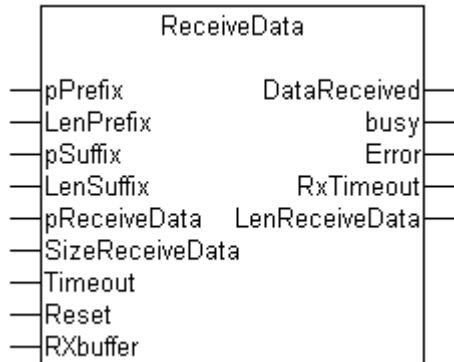 ReceiveData
pPrefix DataReceived
LenPrefix busy
pSuffix Error
LenSuffix RxTimeout
pReceiveData LenReceiveData
SizeReceiveData
Timeout
Reset
RXbuffer